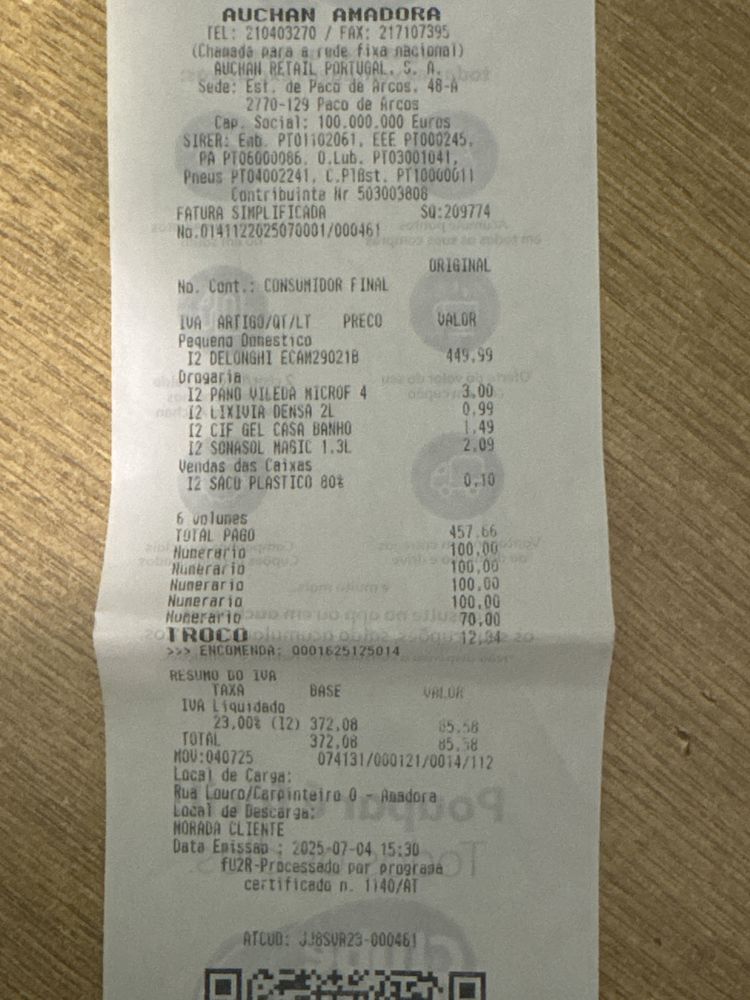 AUCHAN AMADORA
TEL: 210403270 / FAX: 217107395
(Chamada para a rede fixa nacional)
AUCHAN RETAIL PORTUGAL, S. A.
Sede: Est. de Paco de Arcos, 48-A
2770-129 Paco de Arcos
Cap. Social: 100.000.000 Euros
SIRER: Emb. PT01102061, EEE PT000245,
PA PT06000086, O.Lub. PT03001041,
Pneus PT04002241, C.PlBst. PT10000011
Contribuinte Nr 503003808
FATURA SIMPLIFICADA SQ:209774
No.0141122025070001/000461
ORIGINAL
No. Cont.: CONSUMIDOR FINAL
IVA ARTIGO/QT/LT PRECO VALOR
Pequeno Domestico
I2 DELONGHI ECAM29021B 449,99
Drogaria
I2 PANO VILEDA MICROF 4 3,00
I2 LIXIVIA DENSA 2L 0,99
I2 CIF GEL CASA BANHO 1,49
I2 SONASOL MAGIC 1.3L 2,09
Vendas das Caixas
I2 SACO PLASTICO 80% 0,10
6 volumes
TOTAL PAGO 457,66
Numerario 100,00
Numerario 100,00
Numerario 100,00
Numerario 100,00
Numerario 70,00
TROCO 12,34
>>> ENCOMENDA: 0001625125014
RESUMO DO IVA
TAXA BASE VALOR
IVA Liquidado
23,00% (I2) 372,08 85,58
TOTAL 372,08 85,58
MOV:040725 074131/000121/0014/112
Local de Carga:
Rua Louro/Carpinteiro 0 - Amadora
Local de Descarga:
MORADA CLIENTE
Data Emissao : 2025-07-04 15:30
fU2R-Processado por programa
certificado n. 1140/AT
ATCUD: JJ8SVR23-000461